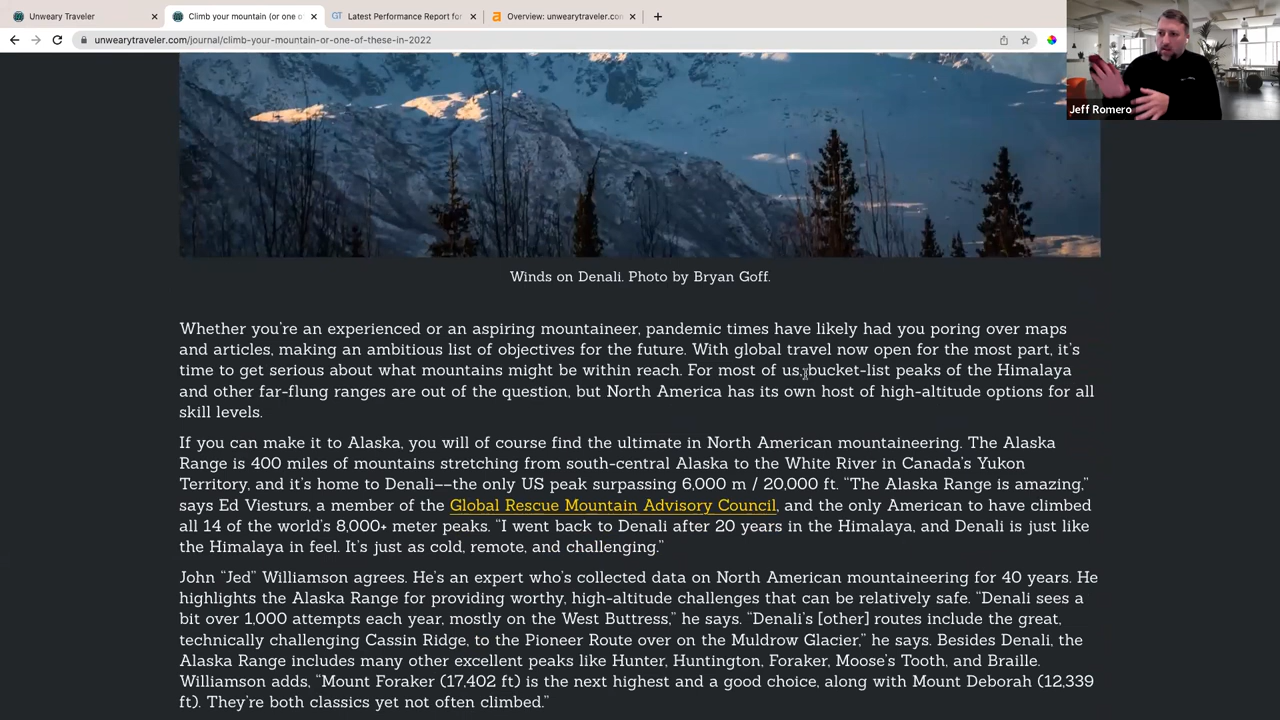 Unweary Traveler
Climb your mountain (or one o
Latest Performance Report for
Overview: unwearytraveler.com
unwearytraveler.com/journal/climb-your-mountain-or-one-of-these-in-2022
Jeff Romero
Winds on Denali. Photo by Bryan Goff.
Whether you’re an experienced or an aspiring mountaineer, pandemic times have likely had you poring over maps
and articles, making an ambitious list of objectives for the future. With global travel now open for the most part, it’s
time to get serious about what mountains might be within reach. For most of us, bucket-list peaks of the Himalaya
and other far-flung ranges are out of the question, but North America has its own host of high-altitude options for all
skill levels.
If you can make it to Alaska, you will of course find the ultimate in North American mountaineering. The Alaska
Range is 400 miles of mountains stretching from south-central Alaska to the White River in Canada’s Yukon
Territory, and it’s home to Denali––the only US peak surpassing 6,000 m / 20,000 ft. “The Alaska Range is amazing,”
says Ed Viesturs, a member of the Global Rescue Mountain Advisory Council, and the only American to have climbed
all 14 of the world’s 8,000+ meter peaks. “I went back to Denali after 20 years in the Himalaya, and Denali is just like
the Himalaya in feel. It’s just as cold, remote, and challenging.”
John “Jed” Williamson agrees. He’s an expert who’s collected data on North American mountaineering for 40 years. He
highlights the Alaska Range for providing worthy, high-altitude challenges that can be relatively safe. “Denali sees a
bit over 1,000 attempts each year, mostly on the West Buttress,” he says. “Denali’s [other] routes include the great,
technically challenging Cassin Ridge, to the Pioneer Route over on the Muldrow Glacier,” he says. Besides Denali, the
Alaska Range includes many other excellent peaks like Hunter, Huntington, Foraker, Moose’s Tooth, and Braille.
Williamson adds, “Mount Foraker (17,402 ft) is the next highest and a good choice, along with Mount Deborah (12,339
ft). They’re both classics yet not often climbed.”